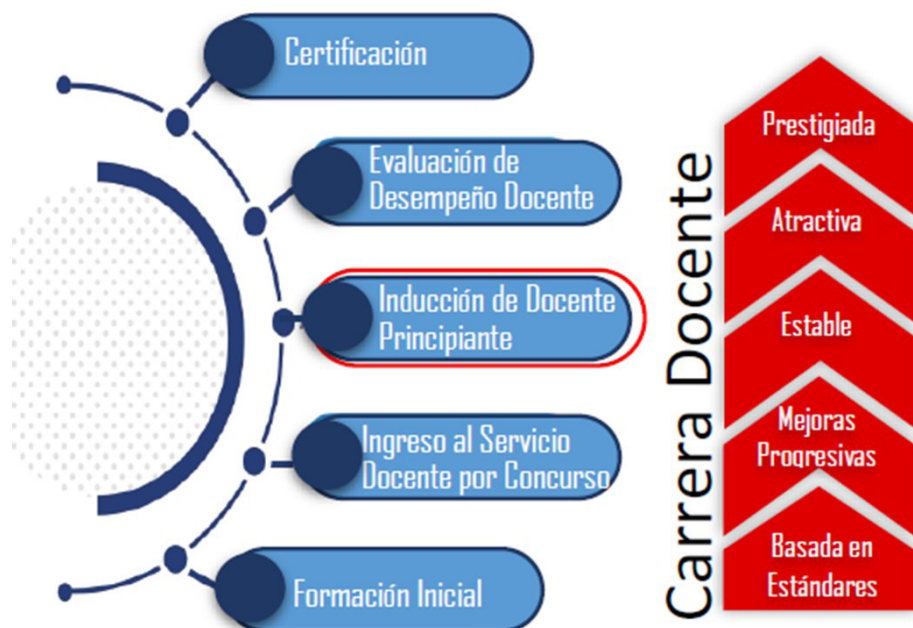 Certificación
Evaluación de
Desempeño Docente
Inducción de Docente
Principiante
Ingreso al Servicio
Docente por Concurso
Formación Inicial
Carrera Docente
Prestigiada
Atractiva
Estable
Mejoras
Progresivas
Basada en
Estándares